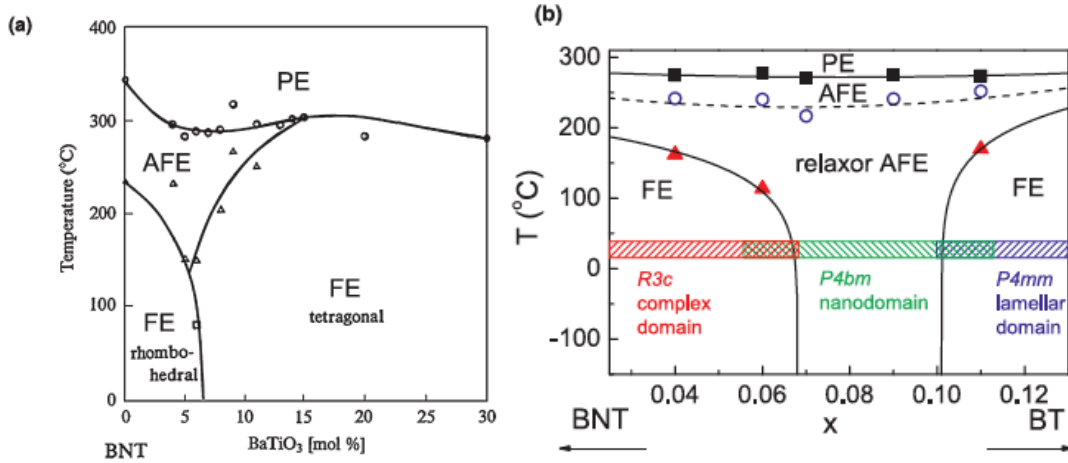 (a)
400
300
200
100
0
Temperature (°C)
PE
AFE
FE
tetragonal
FE
rhombo-
hedral
0
5
10
15
20
25
30
BNT
BaTiO₃ [mol %]
(b)
300
200
100
0
-100
T (°C)
PE
AFE
relaxor AFE
FE
FE
R3c
complex
domain
P4bm
nanodomain
P4mm
lamellar
domain
0.04
0.06
0.08
0.10
0.12
BNT
x
BT